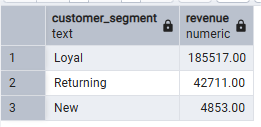 customer_segment revenue
text numeric
1 Loyal 185517.00
2 Returning 42711.00
3 New 4853.00